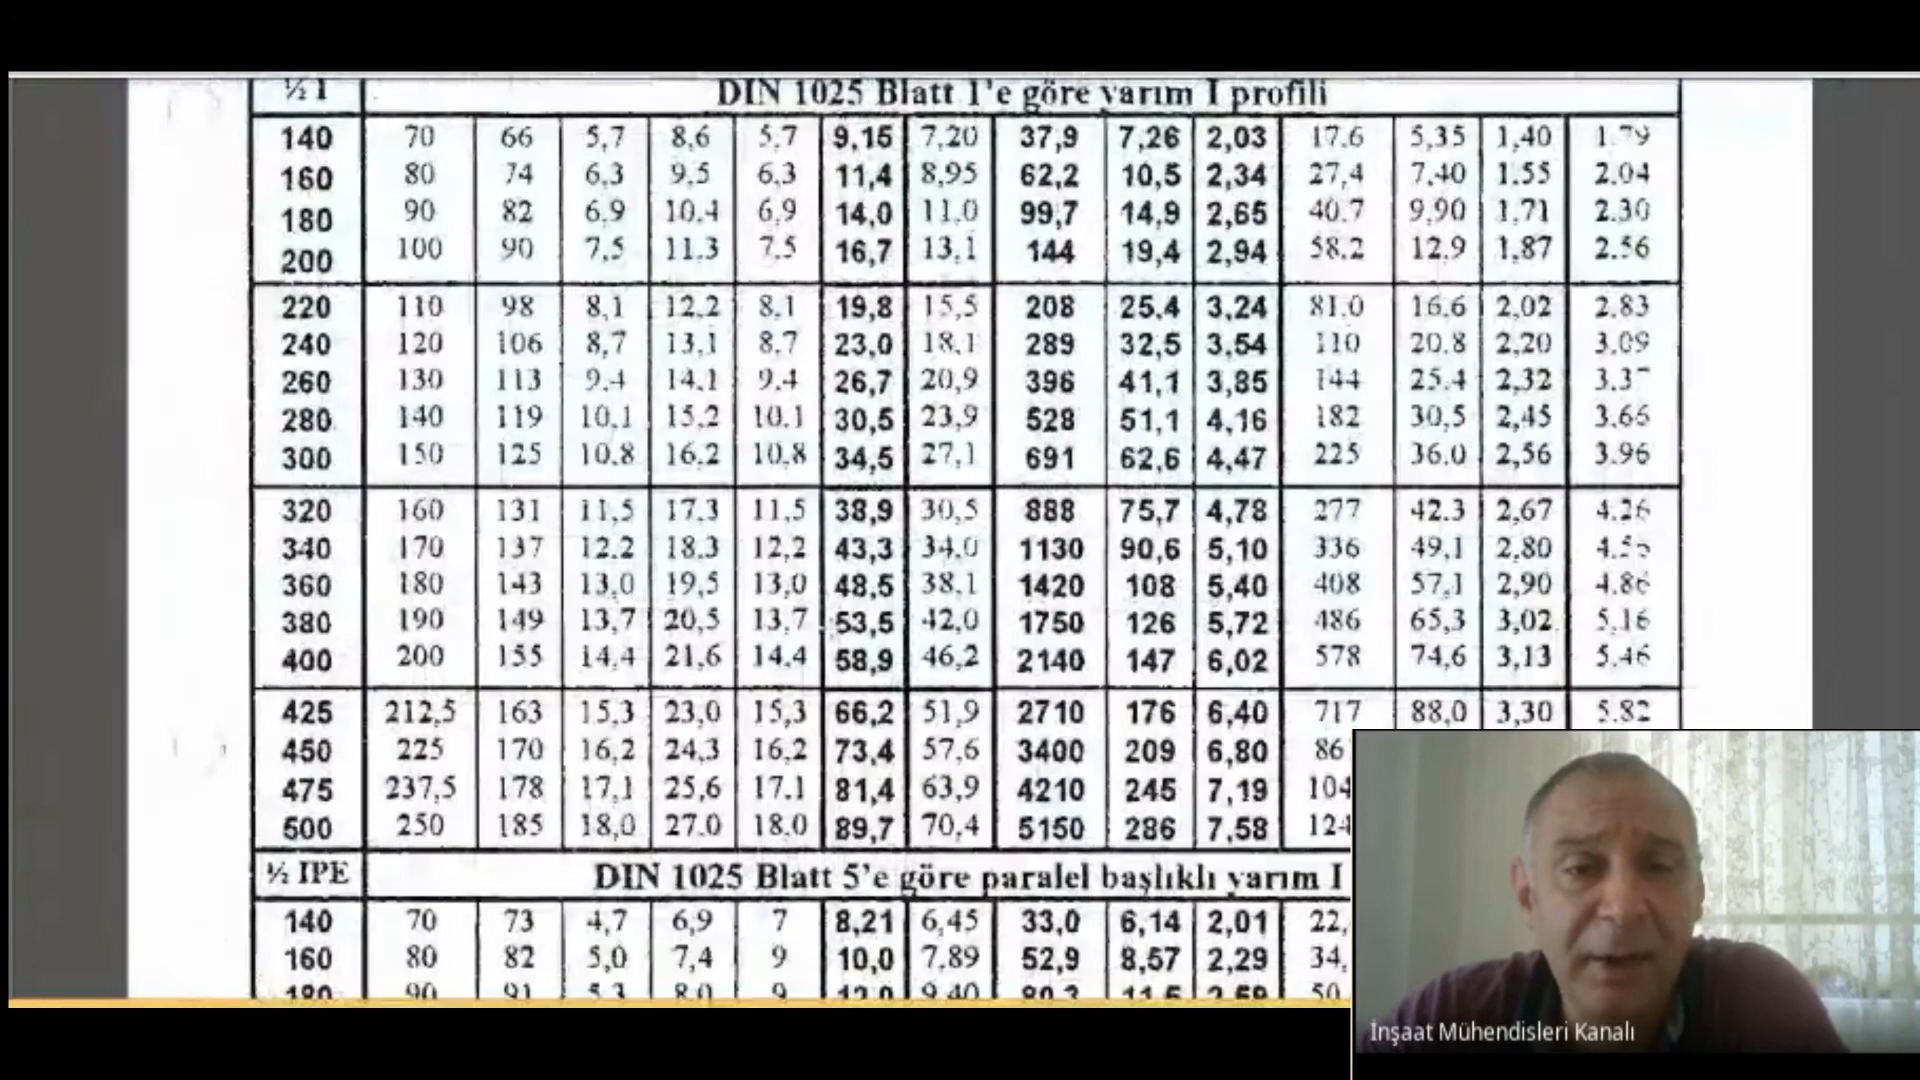 ½ I DIN 1025 Blatt 1'e göre yarım I profili
140 70 66 5,7 8,6 5,7 9,15 7,20 37,9 7,26 2,03 17.6 5,35 1,40 1.79
160 80 74 6.3 9,5 6.3 11,4 8,95 62,2 10,5 2,34 27,4 7.40 1.55 2.04
180 90 82 6.9 10.4 6,9 14,0 11.0 99,7 14,9 2,65 40.7 9,90 1,71 2.30
200 100 90 7,5 11.3 7.5 16,7 13,1 144 19,4 2,94 58.2 12.9 1,87 2.56
220 110 98 8,1 12.2 8.1 19,8 15,5 208 25.4 3,24 81.0 16.6 2,02 2.83
240 120 106 8,7 13,1 8.7 23,0 18,1 289 32,5 3,54 110 20.8 2,20 3.09
260 130 113 9.4 14.1 9.4 26,7 20,9 396 41,1 3,85 144 25.4 2,32
280 140 119 10,1 15,2 10.1 30,5 23,9 528 51,1 4,16 182 30,5 2,45 3.66
300 150 125 10.8 16.2 10,8 34,5 27,1 691 62,6 4,47 225 36.0 2,56 3.96
320 160 131 11,5 17.3 11,5 38,9 30,5 888 75,7 4,78 277 42.3 2,67 4.26
340 170 137 12.2 18.3 12,2 43,3 34.0 1130 90,6 5,10 336 49,1 2,80
360 180 143 13,0 19,5 13,0 48,5 38,1 1420 108 5,40 408 57,1 2,90 4.86
380 190 149 13,7 20,5 13,7 53,5 42,0 1750 126 5,72 486 65,3 3,02 5,16
400 200 155 14,4 21,6 14.4 58,9 46,2 2140 147 6,02 578 74,6 3,13 5.46
425 212,5 163 15,3 23,0 15,3 66,2 51,9 2710 176 6,40 717 88,0 3,30 5.82
450 225 170 16,2 24,3 16,2 73,4 57,6 3400 209 6,80 86
475 237,5 178 17,1 25,6 17.1 81,4 63,9 4210 245 7,19 104
500 250 185 18,0 27.0 18.0 89,7 70,4 5150 286 7,58 124
½ IPE DIN 1025 Blatt 5'e göre paralel başlıklı yarım I
140 70 73 4,7 6,9 7 8,21 6,45 33,0 6,14 2,01 22,
160 80 82 5,0 7,4 9 10,0 7.89 52,9 8,57 2,29 34,
180 90 91 5.3 8.0 9 12.0 9.40 50
İnşaat Mühendisleri Kanalı